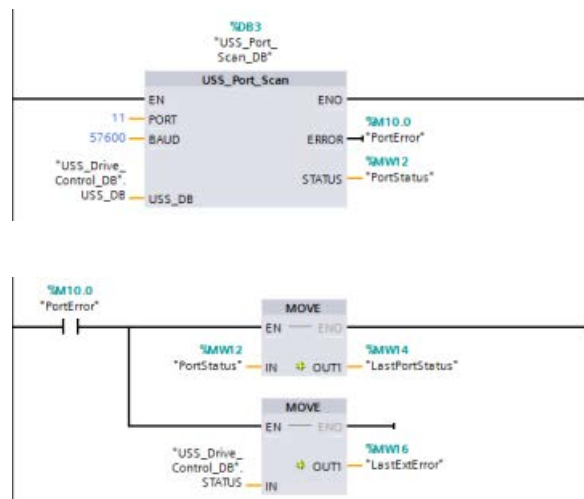 %DB3
"USS_Port_
Scan_DB"
USS_Port_Scan
EN ENO
11 PORT
57600 BAUD
%M10.0
ERROR "PortError"
"USS_Drive_
Control_DB".
USS_DB USS_DB
%MW12
STATUS "PortStatus"
%M10.0
"PortError"
MOVE
EN ENO
%MW12
"PortStatus" IN
%MW14
OUT1 "LastPortStatus"
MOVE
EN ENO
"USS_Drive_
Control_DB".
STATUS IN
%MW16
OUT1 "LastExtError"